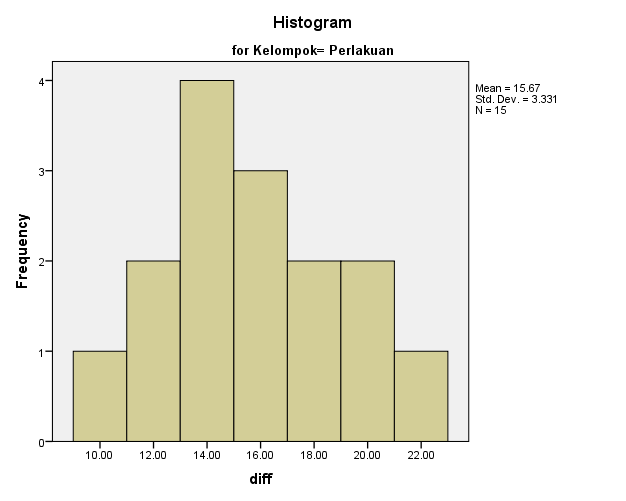 Histogram
for Kelompok= Perlakuan
Mean = 15.67
Std. Dev. = 3.331
N = 15
Frequency
4
3
2
1
0
10.00 12.00 14.00 16.00 18.00 20.00 22.00
diff